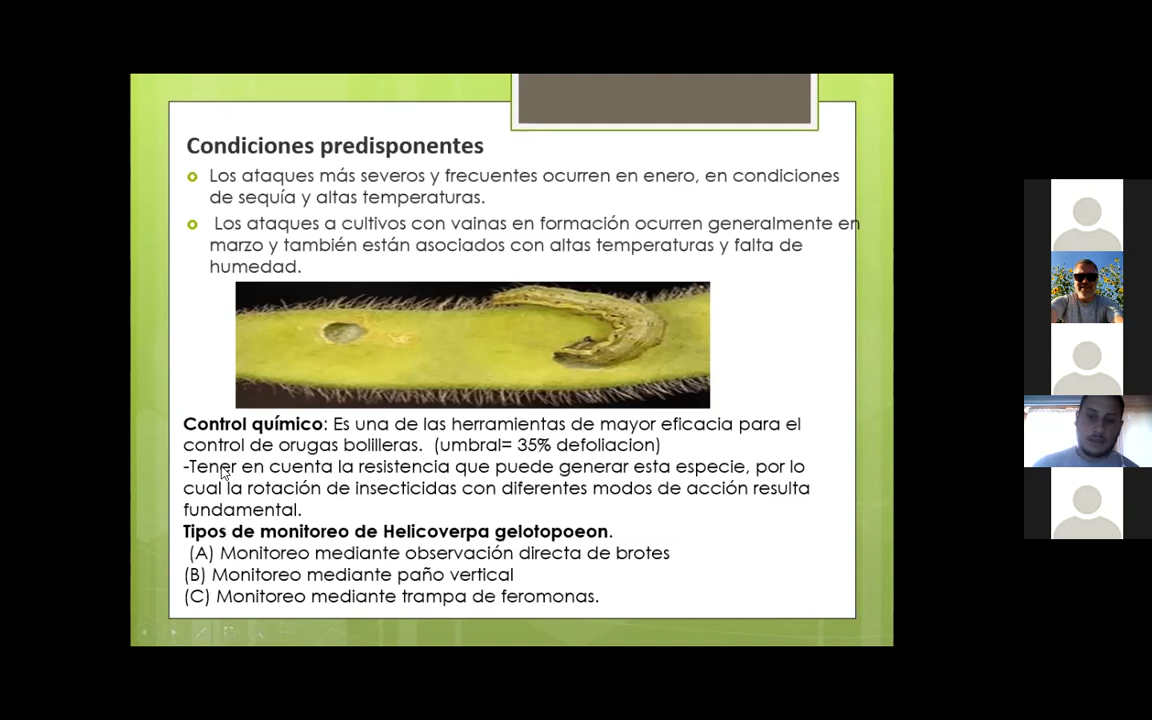 Condiciones predisponentes
Los ataques más severos y frecuentes ocurren en enero, en condiciones
de sequía y altas temperaturas.
Los ataques a cultivos con vainas en formación ocurren generalmente en
marzo y también están asociados con altas temperaturas y falta de
humedad.
Control químico: Es una de las herramientas de mayor eficacia para el
control de orugas bolilleras. (umbral= 35% defoliacion)
-Tener en cuenta la resistencia que puede generar esta especie, por lo
cual la rotación de insecticidas con diferentes modos de acción resulta
fundamental.
Tipos de monitoreo de Helicoverpa gelotopoeon.
(A) Monitoreo mediante observación directa de brotes
(B) Monitoreo mediante paño vertical
(C) Monitoreo mediante trampa de feromonas.